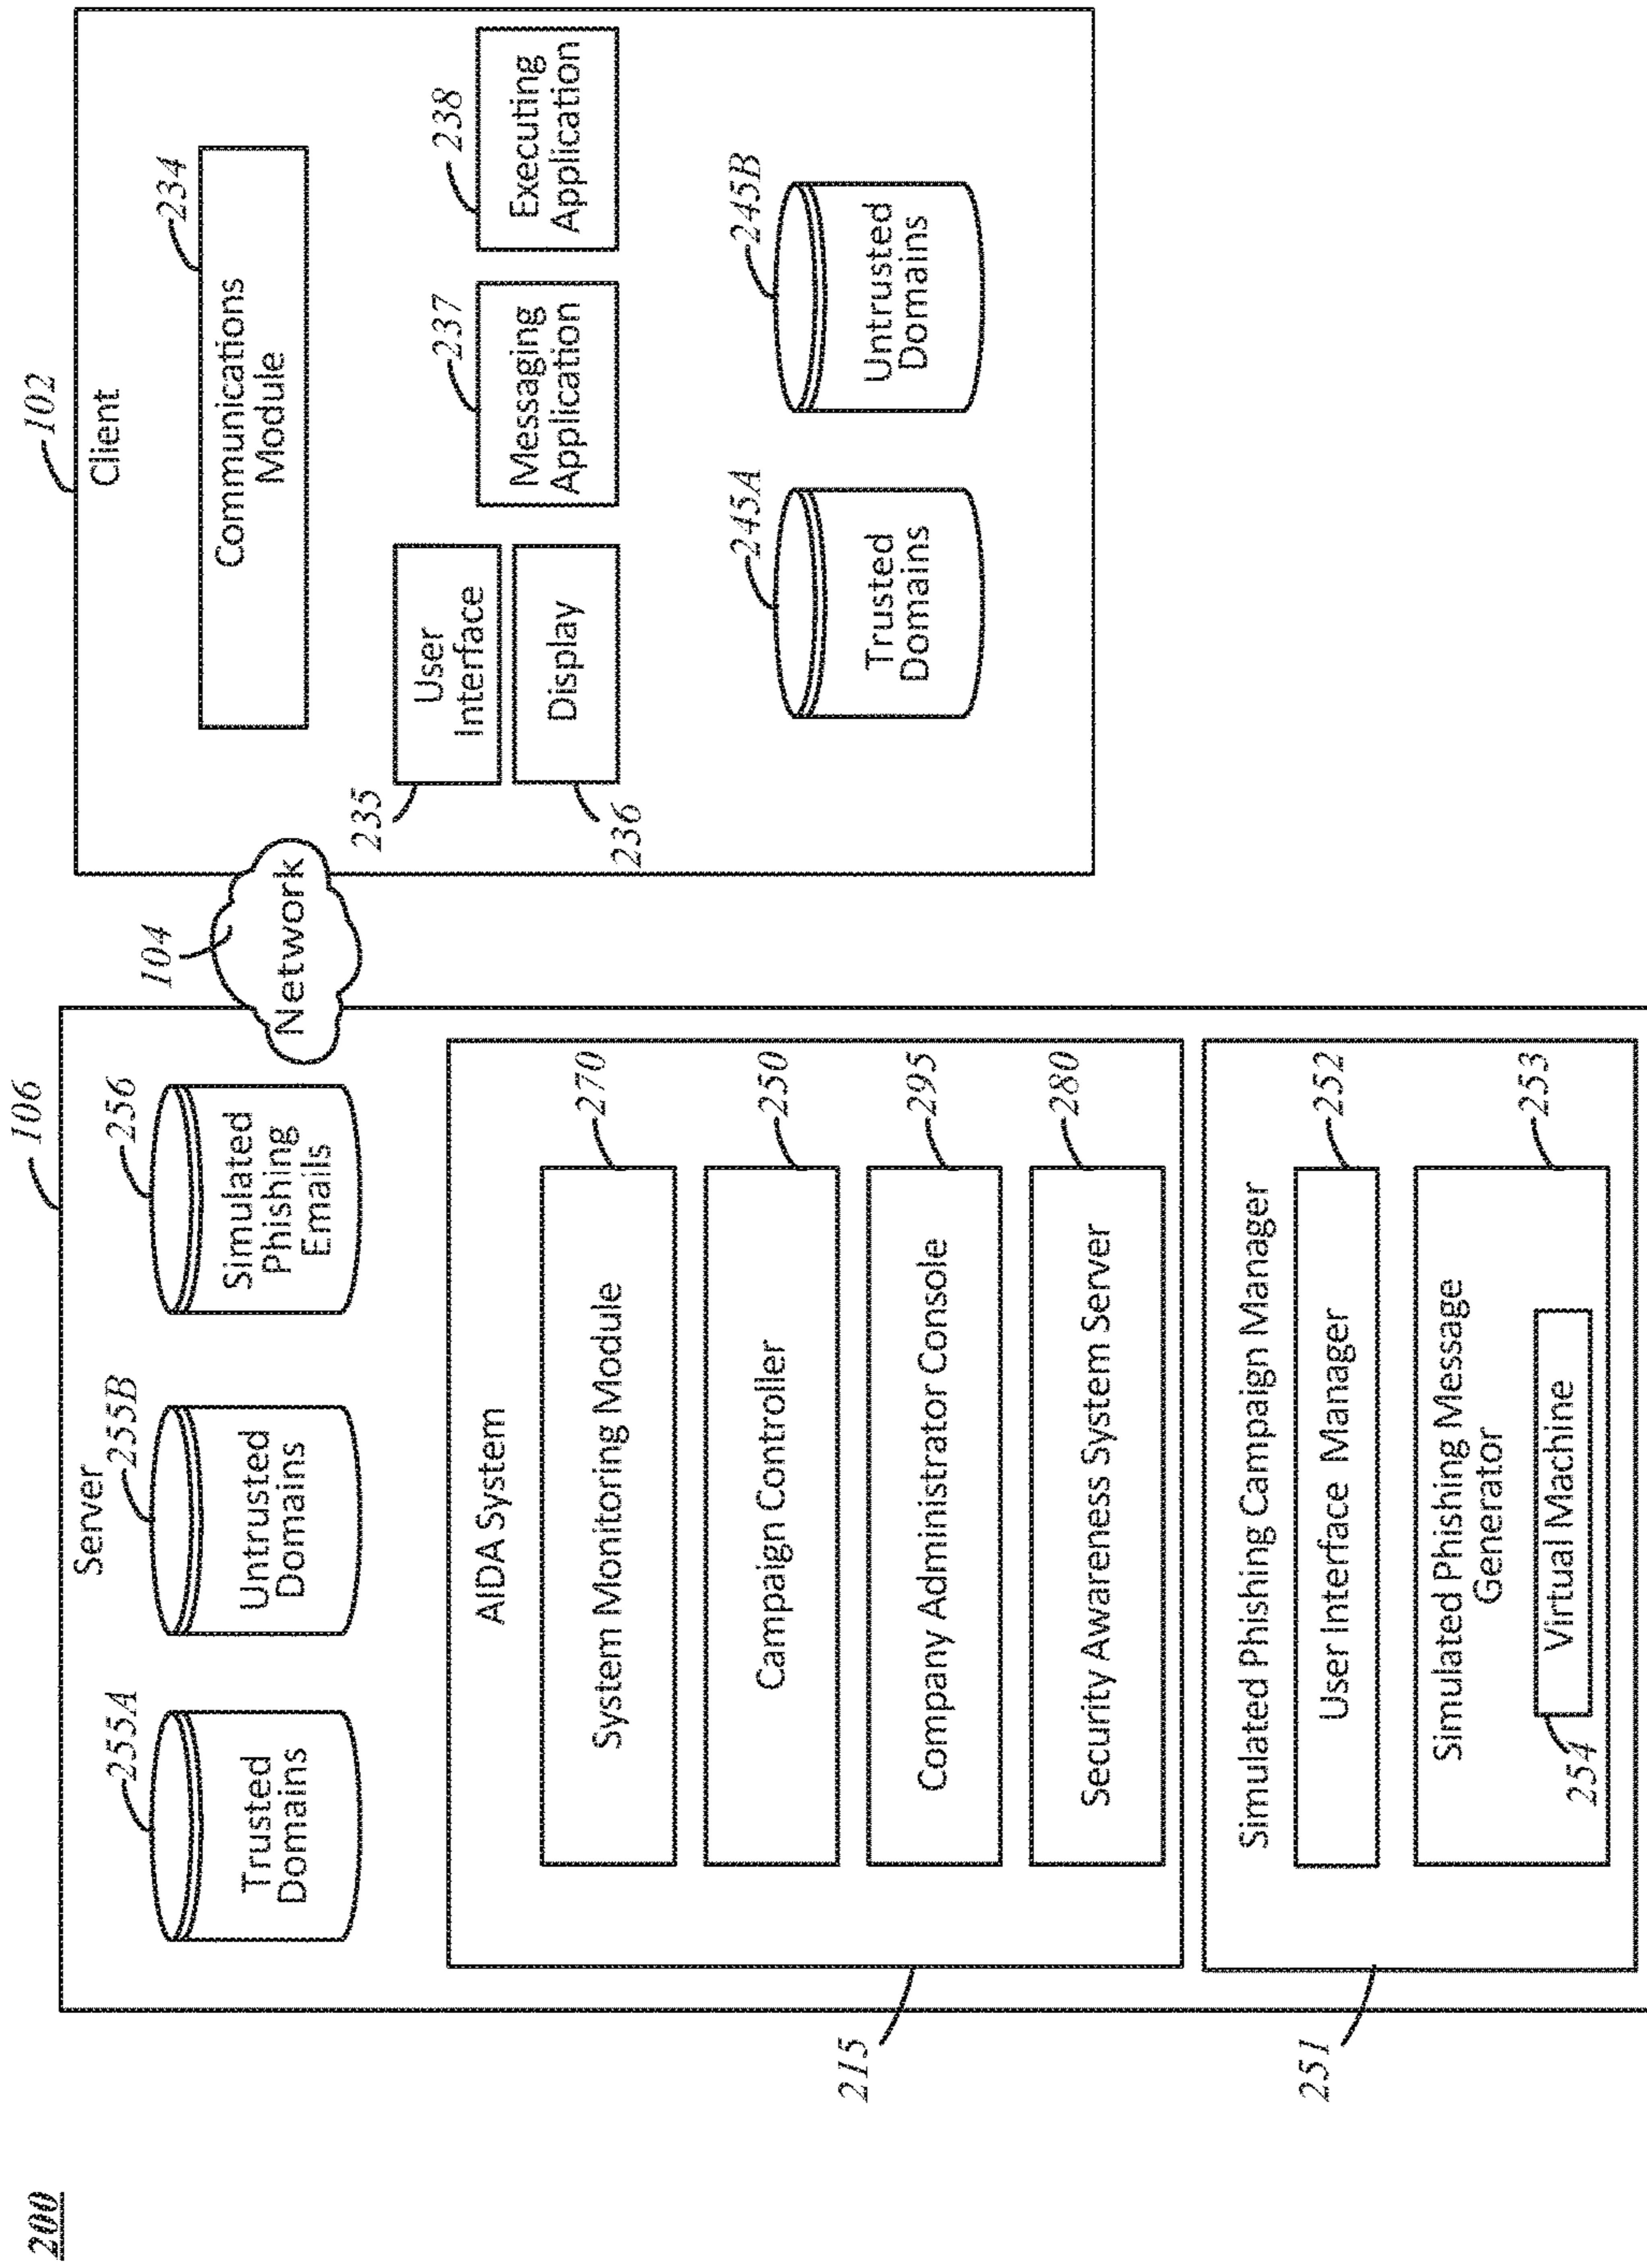 200
106
Server
255A
Trusted
Domains
255B
Untrusted
Domains
256
Simulated
Phishing
Emails
AIDA System
System Monitoring Module
270
Campaign Controller
250
Company Administrator Console
295
Security Awareness System Server
280
215
Simulated Phishing Campaign Manager
User Interface Manager
252
Simulated Phishing Message
Generator
253
Virtual Machine
254
251
104
Network
102
Client
234
Communications
Module
235
User
Interface
Display
236
237
Messaging
Application
238
Executing
Application
245A
Trusted
Domains
245B
Untrusted
Domains